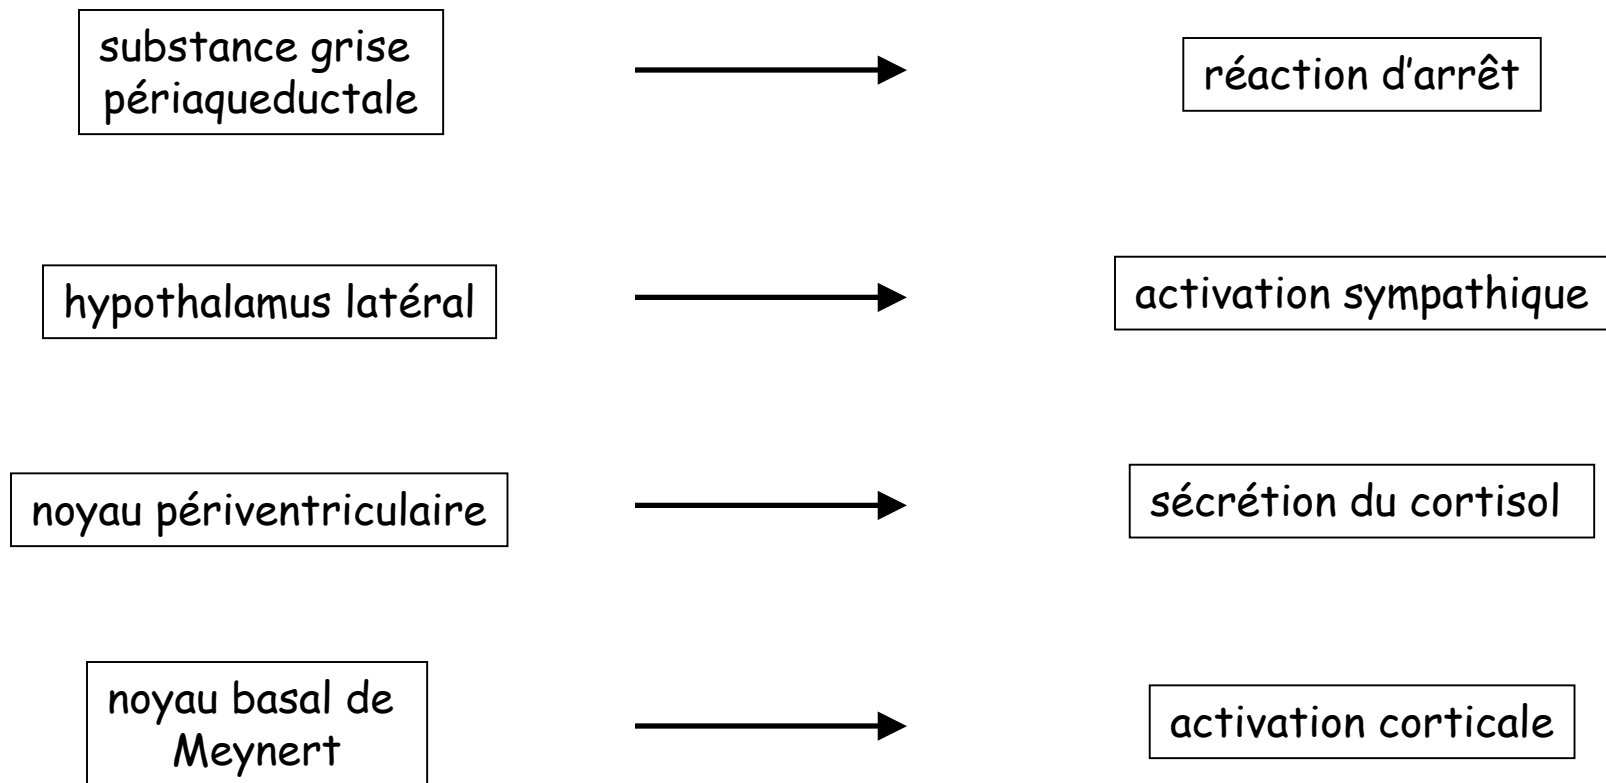 substance grise
périaqueductale
réaction d'arrêt
hypothalamus latéral
activation sympathique
noyau périventriculaire
sécrétion du cortisol
noyau basal de
Meynert
activation corticale